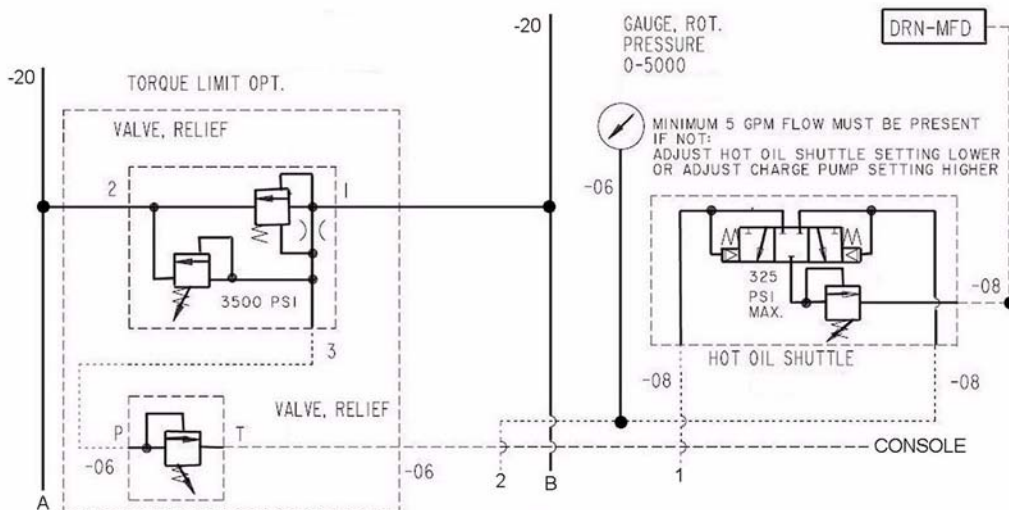 -20
-20
GAUGE, ROT.
PRESSURE
0-5000
DRN-MFD
TORQUE LIMIT OPT.
VALVE, RELIEF
MINIMUM 5 GPM FLOW MUST BE PRESENT
IF NOT:
ADJUST HOT OIL SHUTTLE SETTING LOWER
OR ADJUST CHARGE PUMP SETTING HIGHER
2
1
-06
3500 PSI
325
PSI
MAX.
-08
3
HOT OIL SHUTTLE
-08
-08
VALVE, RELIEF
P
T
-06
-06
CONSOLE
2
1
A
B